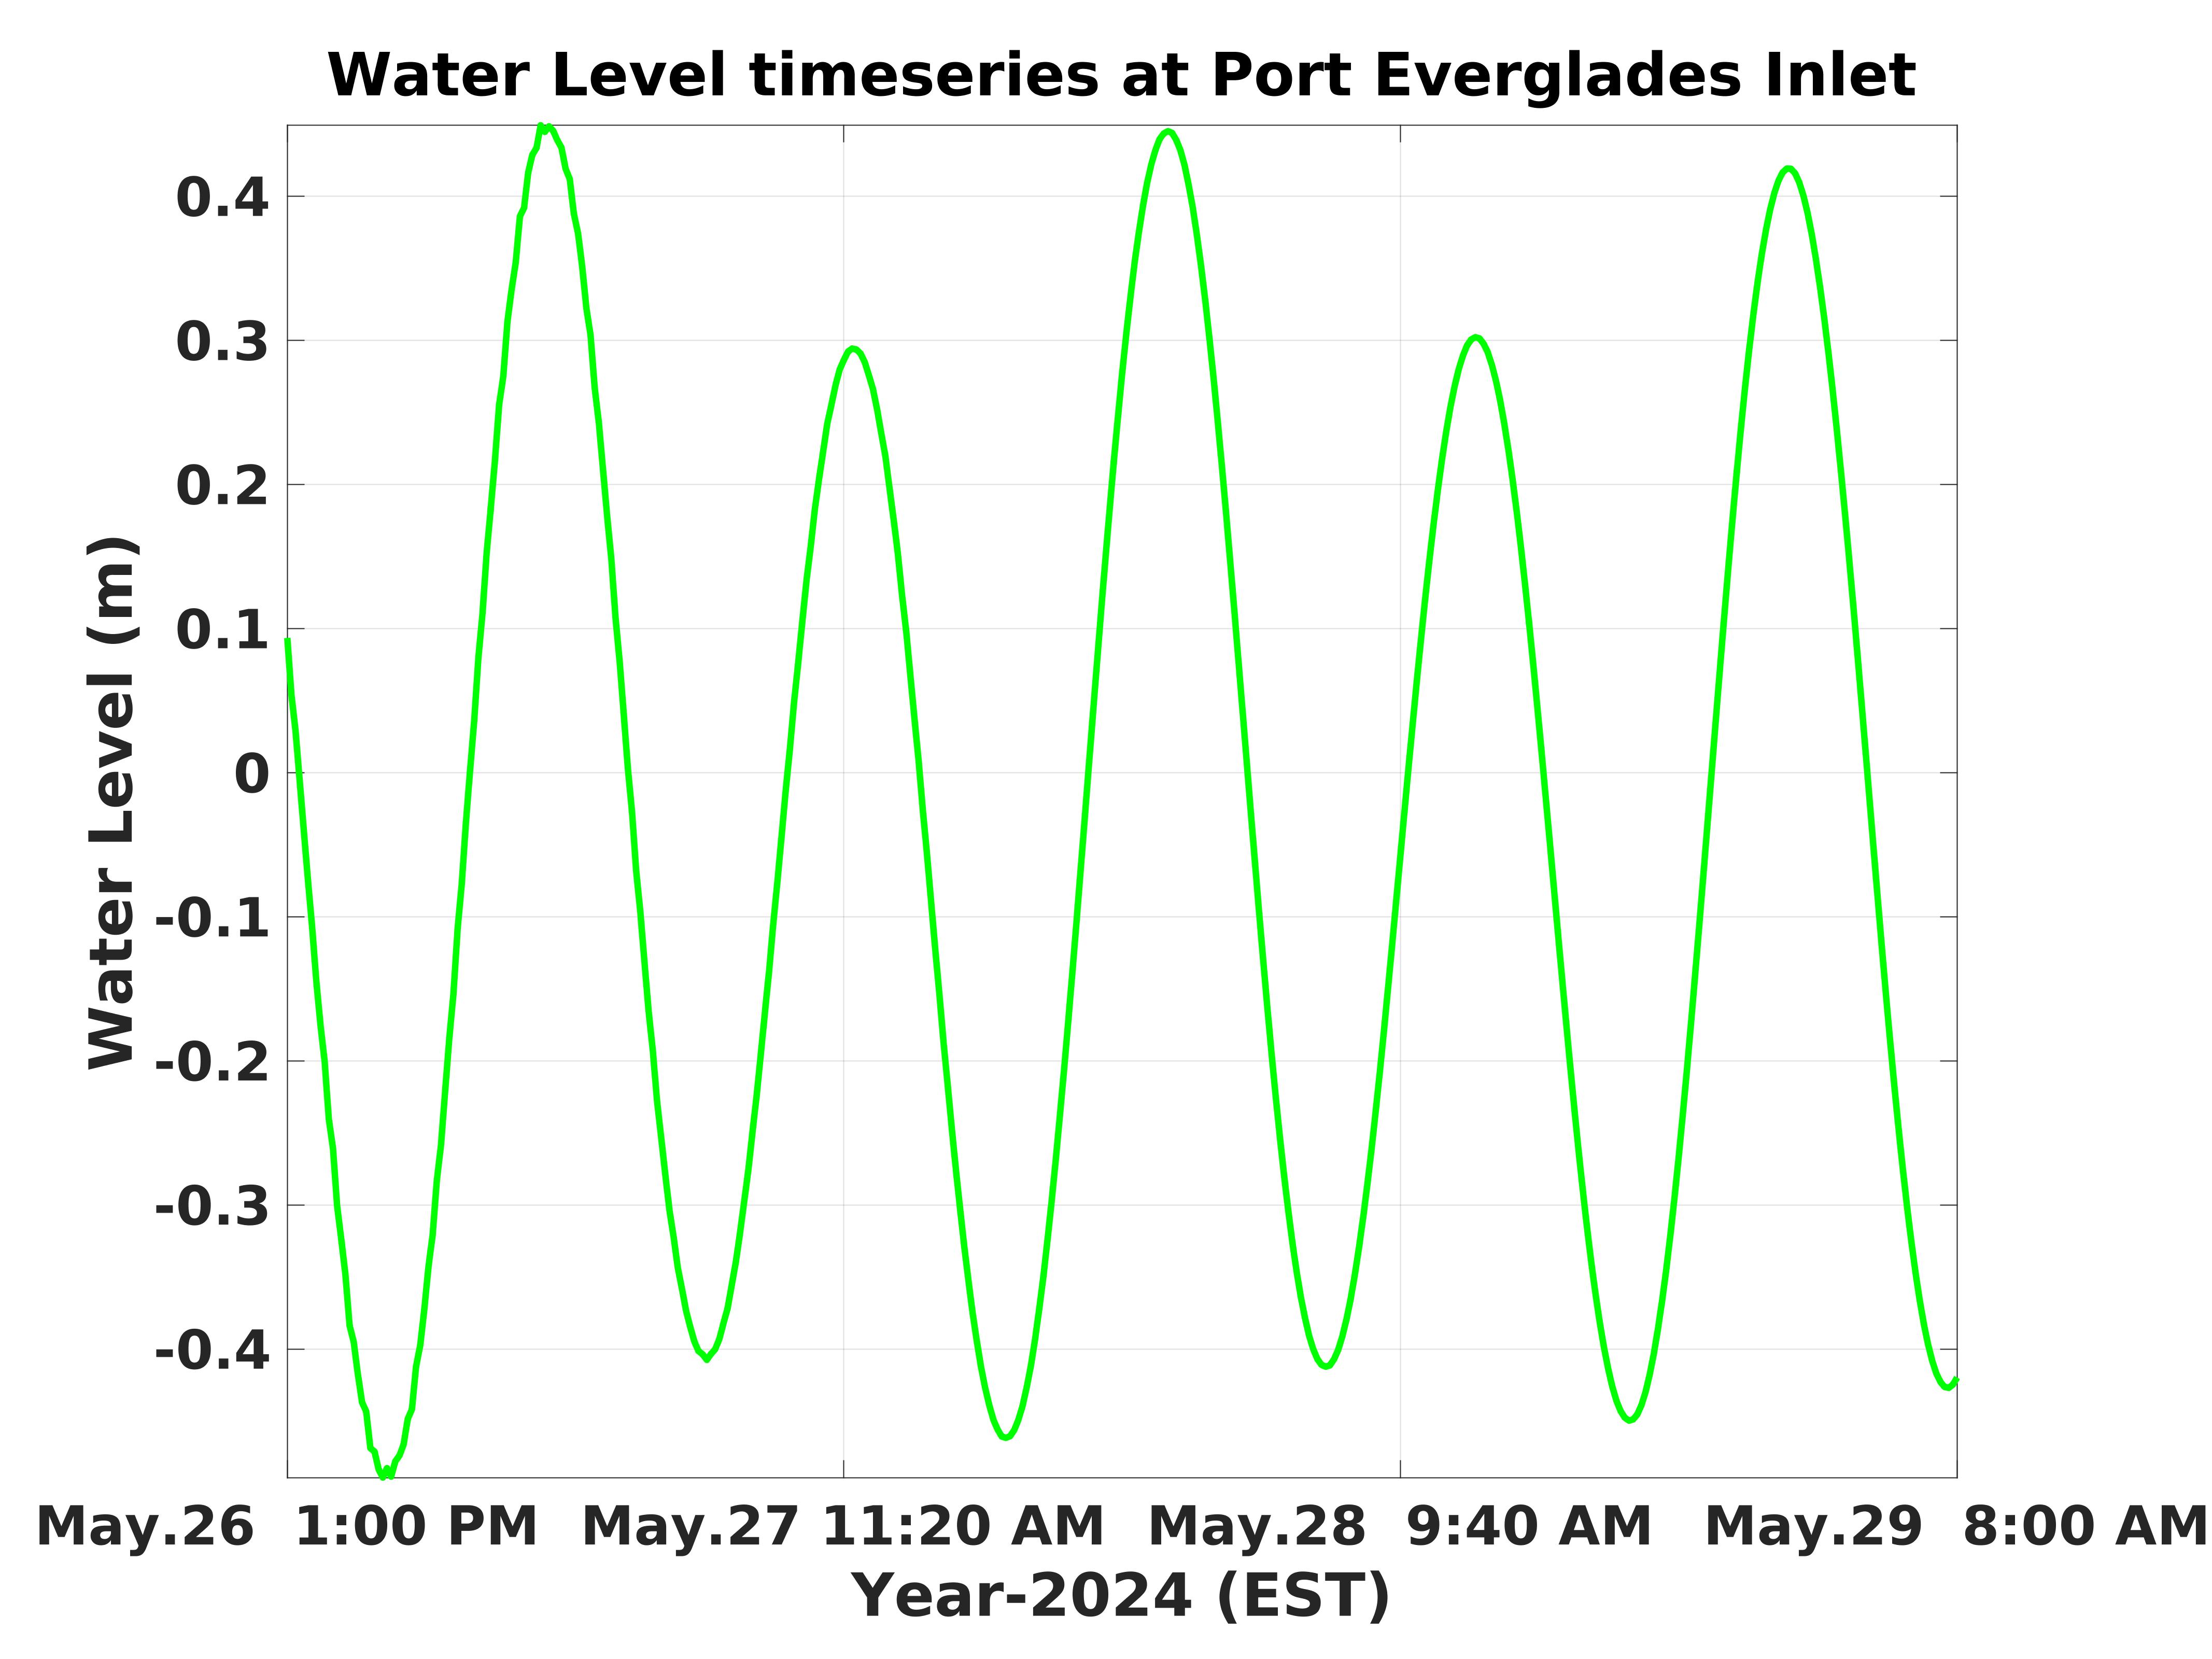 Water Level timeseries at Port Everglades Inlet
0.4
0.3
0.2
0.1
0
-0.1
-0.2
-0.3
-0.4
Water Level (m)
May.26 1:00 PM May.27 11:20 AM May.28 9:40 AM May.29 8:00 AM
Year-2024 (EST)